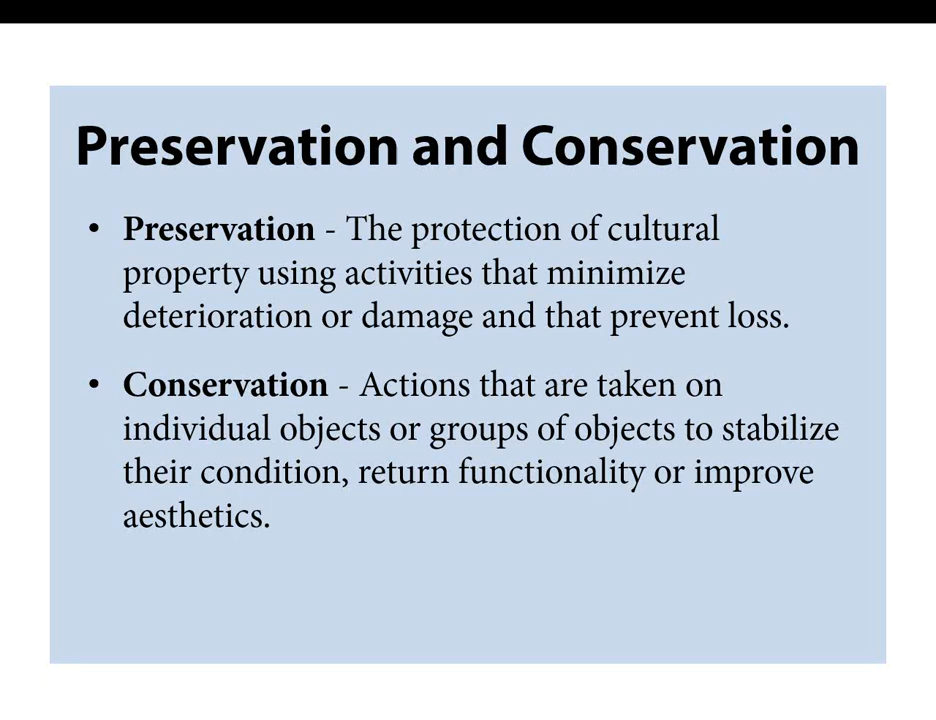 Preservation and Conservation
• Preservation - The protection of cultural
property using activities that minimize
deterioration or damage and that prevent loss.
• Conservation - Actions that are taken on
individual objects or groups of objects to stabilize
their condition, return functionality or improve
aesthetics.